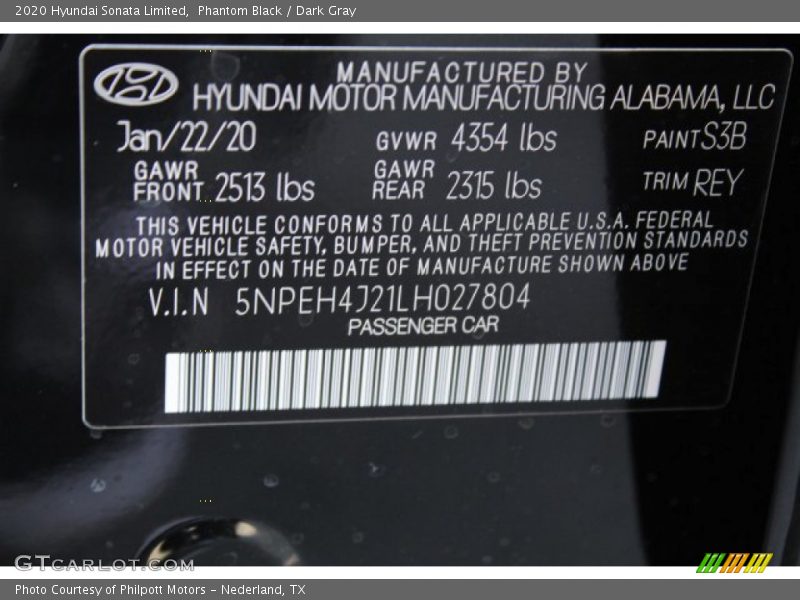 2020 Hyundai Sonata Limited, Phantom Black / Dark Gray
MANUFACTURED BY
HYUNDAI MOTOR MANUFACTURING ALABAMA, LLC
Jan/22/20 GVWR 4354 lbs PAINT S3B
GAWR FRONT 2513 lbs GAWR REAR 2315 lbs TRIM REY
THIS VEHICLE CONFORMS TO ALL APPLICABLE U.S.A. FEDERAL
MOTOR VEHICLE SAFETY, BUMPER, AND THEFT PREVENTION STANDARDS
IN EFFECT ON THE DATE OF MANUFACTURE SHOWN ABOVE
V.I.N 5NPEH4J21LH027804
PASSENGER CAR
GTCARLOT.COM
Photo Courtesy of Philpott Motors - Nederland, TX